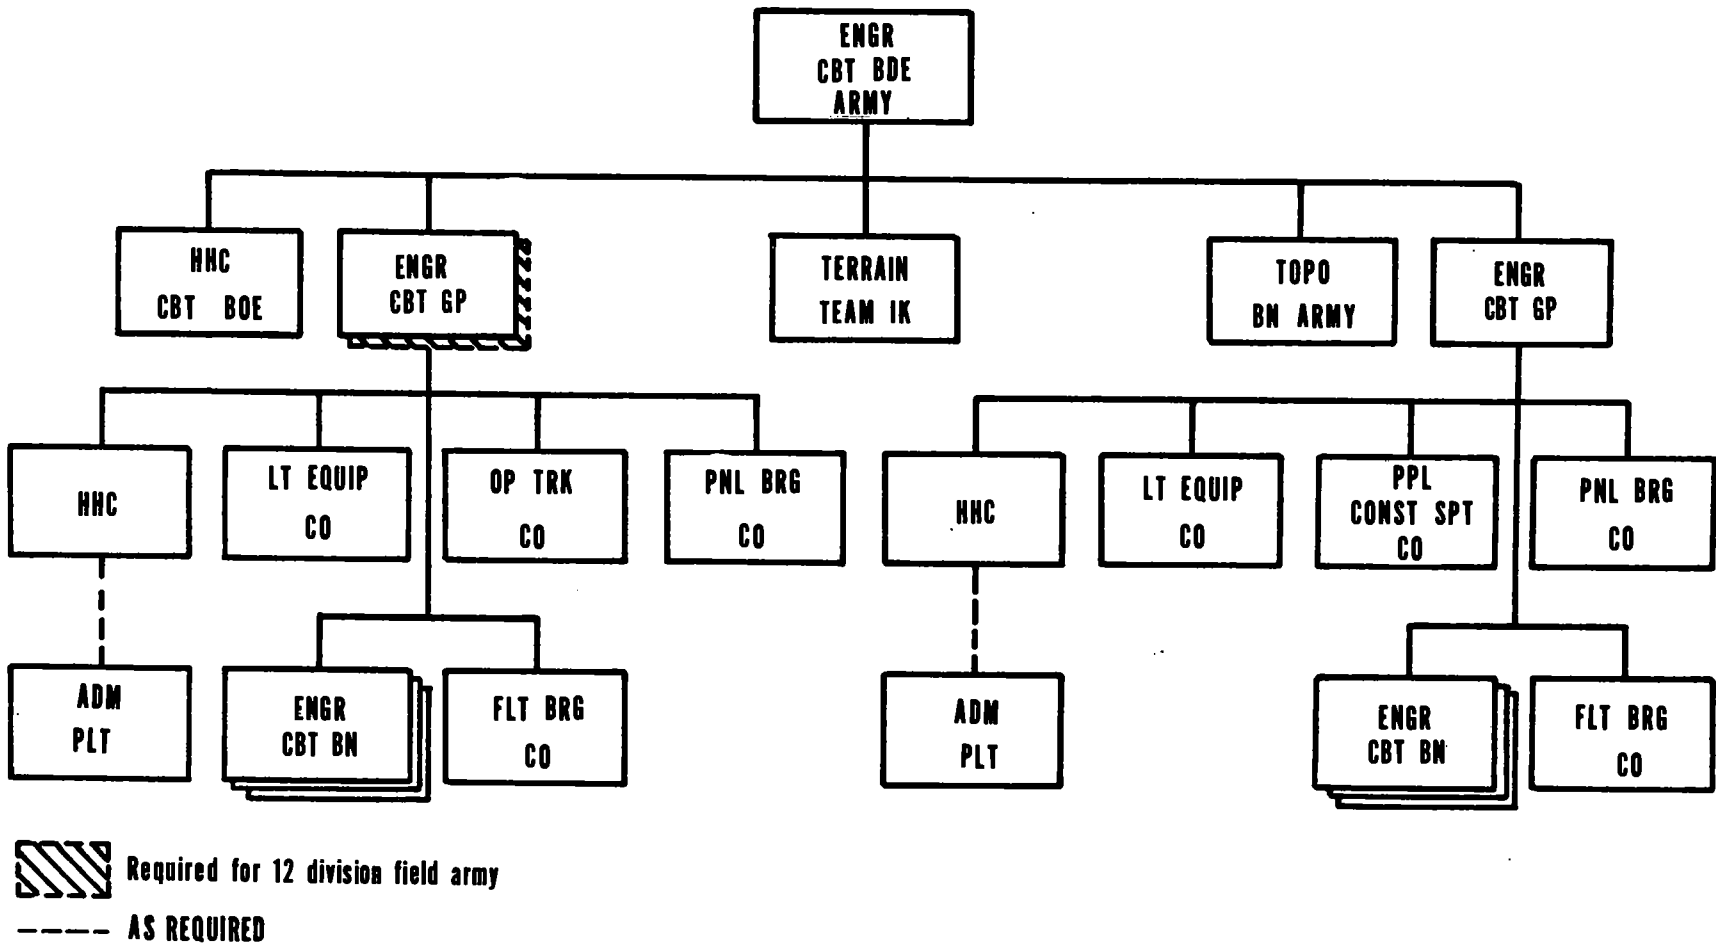 ENGR
CBT BDE
ARMY
HHC
CBT BOE
ENGR
CBT GP
TERRAIN
TEAM IK
TOPO
BN ARMY
ENGR
CBT GP
HHC
LT EQUIP
CO
OP TRK
CO
PNL BRG
CO
HHC
LT EQUIP
CO
PPL
CONST SPT
CO
PNL BRG
CO
ADM
PLT
ENGR
CBT BN
FLT BRG
CO
ADM
PLT
ENGR
CBT BN
FLT BRG
CO
Required for 12 division field army
AS REQUIRED